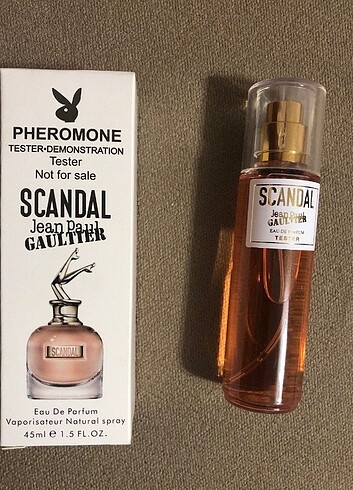 PHEROMONE
TESTER•DEMONSTRATION
Tester
Not for sale
SCANDAL
Jean Paul
GAULTIER
SCANDAL
Eau De Parfum
Vaporisateur Natural spray
45ml e 1.5 FL.OZ.
SCANDAL
Jean Paul
GAULTIER
EAU DE PARFUM
TESTER